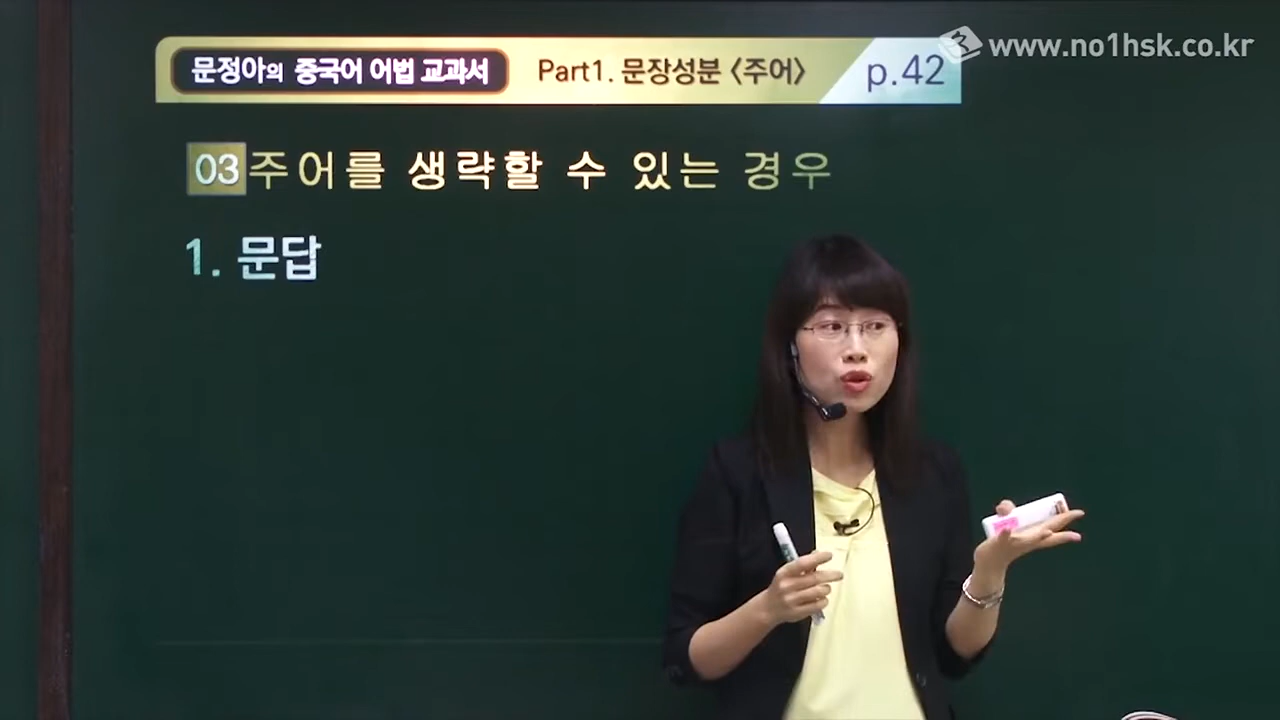 www.no1hsk.co.kr
문정아의 중국어 어법 교과서 Part1. 문장성분 〈주어〉 p.42
03 주어를 생략할 수 있는 경우
1. 문답